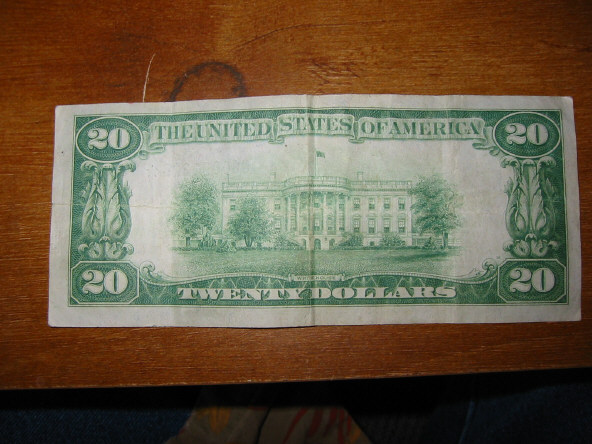 20 THE UNITED STATES OF AMERICA 20
20 TWENTY DOLLARS 20